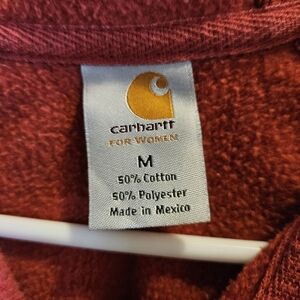 carhartt
FOR WOMEN
M
50% Cotton
50% Polyester
Made in Mexico